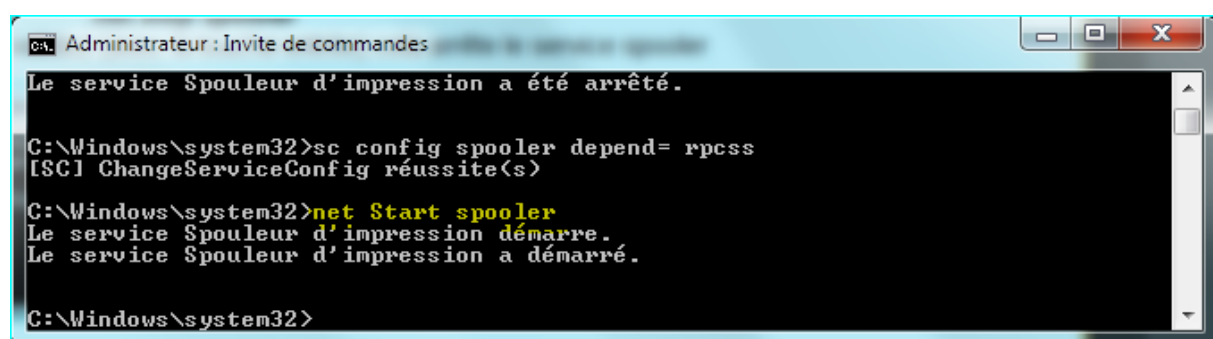 Administrateur : Invite de commandes
Le service Spouleur d'impression a été arrêté.
C:\Windows\system32>sc config spooler depend= rpcss
[SC] ChangeServiceConfig réussite(s)
C:\Windows\system32>net Start spooler
Le service Spouleur d'impression démarre.
Le service Spouleur d'impression a démarré.
C:\Windows\system32>